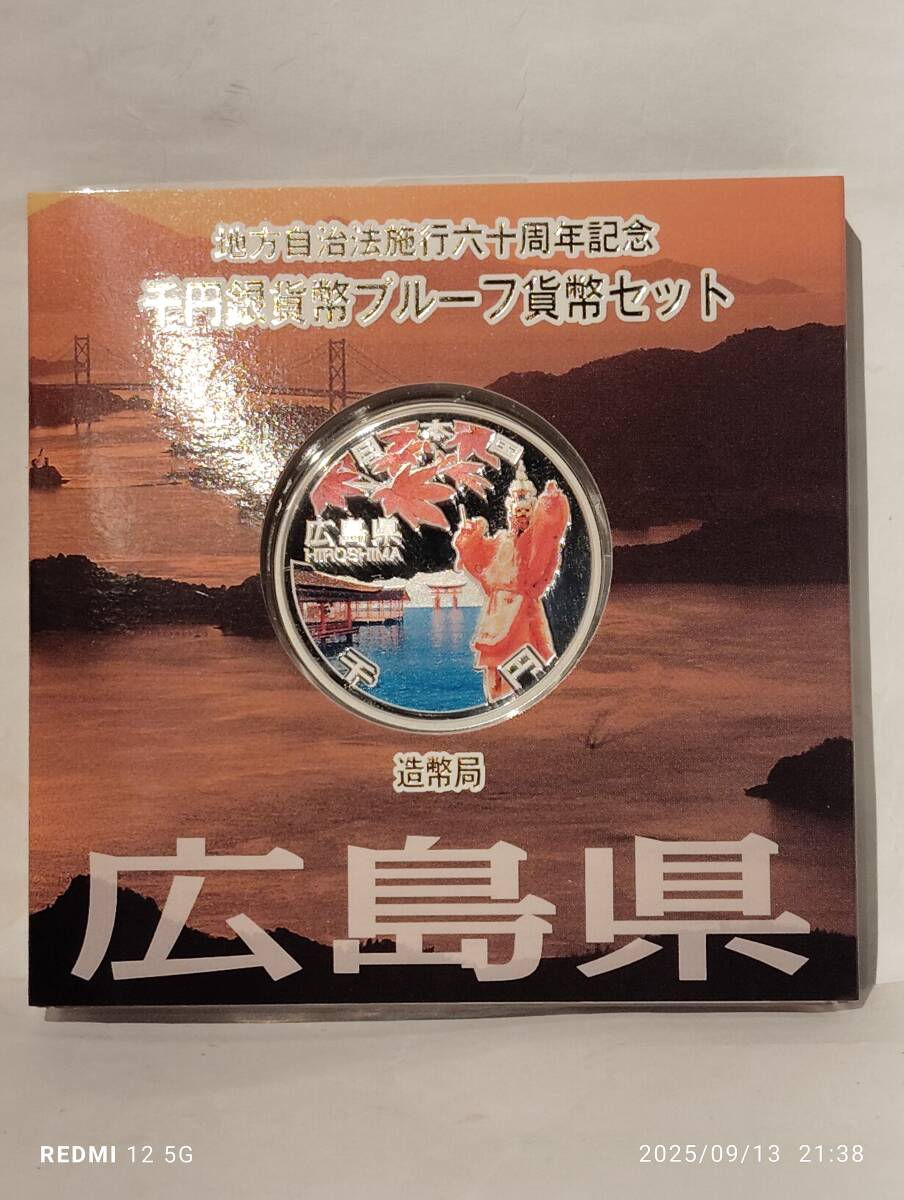 地方自治法施行六十周年記念
千円銀貨幣プルーフ貨幣セット
日本国
広島県
HIROSHIMA
千円
造幣局
広島県
REDMI 12 5G
2025/09/13 21:38